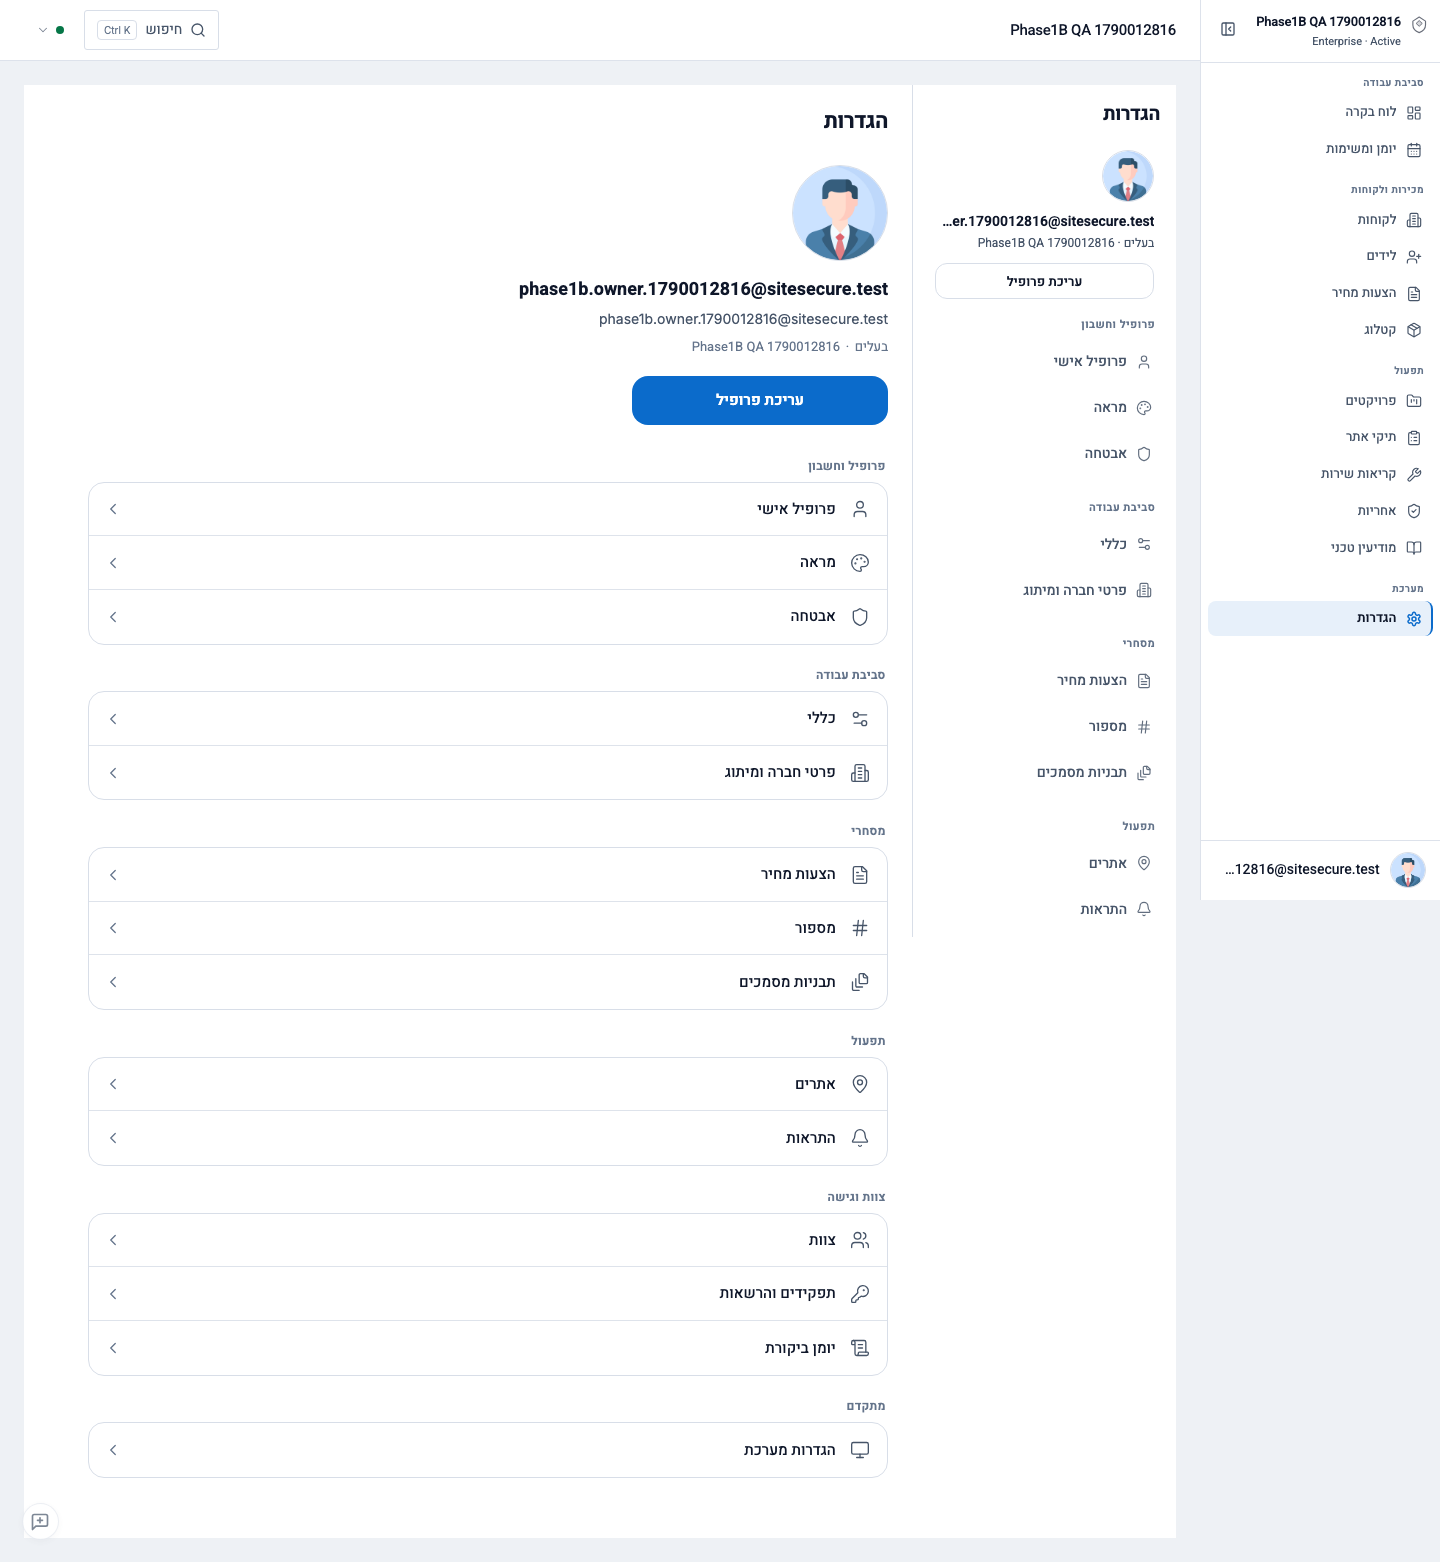 Phase1B QA 1790012816
Enterprise · Active
סביבת עבודה
לוח בקרה
יומן ומשימות
מכירות ולקוחות
לקוחות
לידים
הצעות מחיר
קטלוג
תפעול
פרויקטים
תיקי אתר
קריאות שירות
אחריות
מודיעין טכני
מערכת
הגדרות
...12816@sitesecure.test
Phase1B QA 1790012816
חיפוש Ctrl K
הגדרות
...er.1790012816@sitesecure.test
בעלים · Phase1B QA 1790012816
עריכת פרופיל
פרופיל וחשבון
פרופיל אישי
מראה
אבטחה
סביבת עבודה
כללי
פרטי חברה ומיתוג
מסחרי
הצעות מחיר
מספור
תבניות מסמכים
תפעול
אתרים
התראות
הגדרות
phase1b.owner.1790012816@sitesecure.test
phase1b.owner.1790012816@sitesecure.test
בעלים · Phase1B QA 1790012816
עריכת פרופיל
פרופיל וחשבון
פרופיל אישי
מראה
אבטחה
סביבת עבודה
כללי
פרטי חברה ומיתוג
מסחרי
הצעות מחיר
מספור
תבניות מסמכים
תפעול
אתרים
התראות
צוות וגישה
צוות
תפקידים והרשאות
יומן ביקורת
מתקדם
הגדרות מערכת